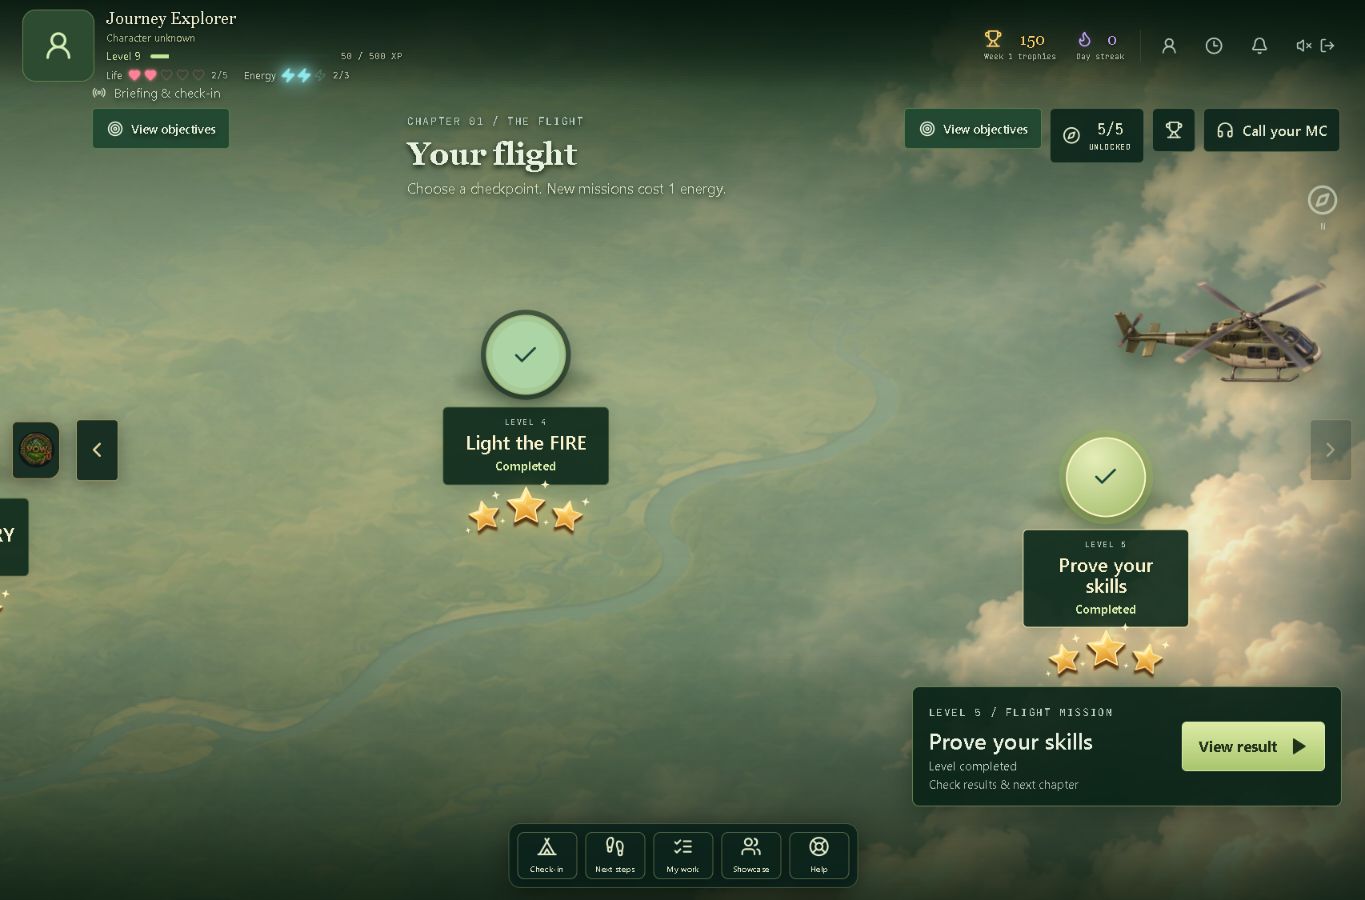 Journey Explorer
Character unknown
Level 9
50 / 500 XP
Life 2/5 Energy 2/3
Briefing & check-in
View objectives
CHAPTER 01 / THE FLIGHT
Your flight
Choose a checkpoint. New missions cost 1 energy.
150
Week 1 trophies
0
Day streak
View objectives
5/5
UNLOCKED
Call your MC
N
LEVEL 4
Light the FIRE
Completed
RY
LEVEL 5
Prove your
skills
Completed
LEVEL 5 / FLIGHT MISSION
Prove your skills
Level completed
Check results & next chapter
View result
Check-in
Next steps
My work
Showcase
Help